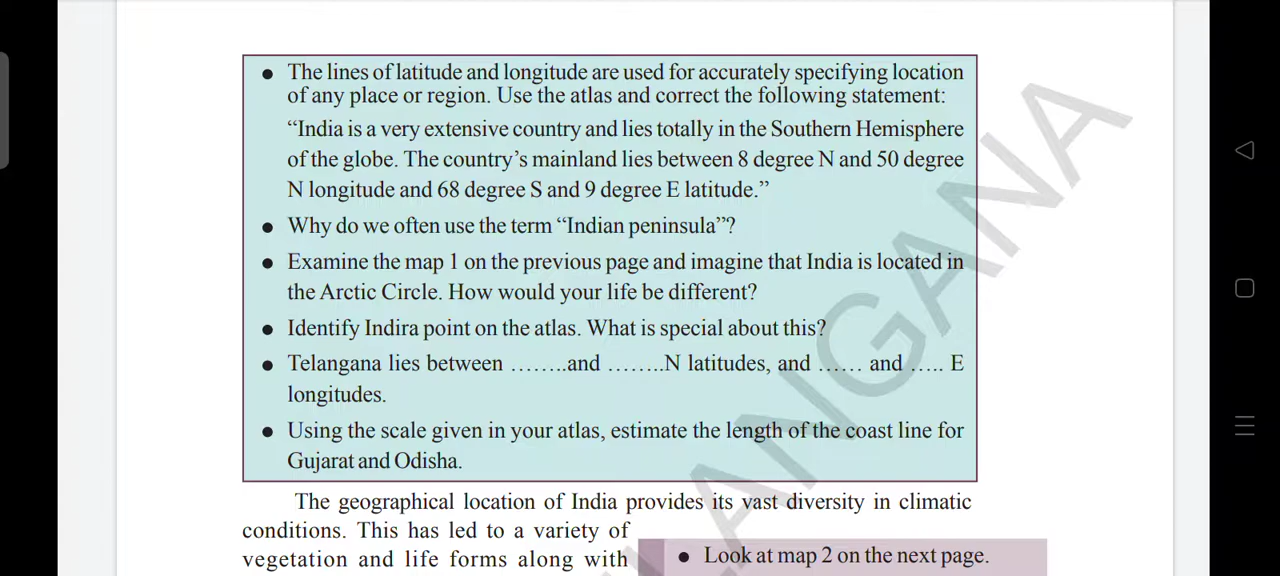 ● The lines of latitude and longitude are used for accurately specifying location
of any place or region. Use the atlas and correct the following statement:
“India is a very extensive country and lies totally in the Southern Hemisphere
of the globe. The country’s mainland lies between 8 degree N and 50 degree
N longitude and 68 degree S and 9 degree E latitude.”
● Why do we often use the term “Indian peninsula”?
● Examine the map 1 on the previous page and imagine that India is located in
the Arctic Circle. How would your life be different?
● Identify Indira point on the atlas. What is special about this?
● Telangana lies between ........and ........N latitudes, and ...... and ..... E
longitudes.
● Using the scale given in your atlas, estimate the length of the coast line for
Gujarat and Odisha.
The geographical location of India provides its vast diversity in climatic
conditions. This has led to a variety of
vegetation and life forms along with
● Look at map 2 on the next page.